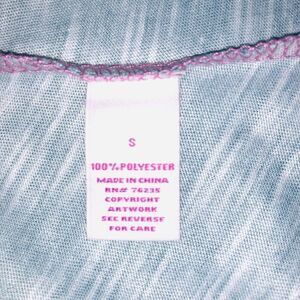 S
100% POLYESTER
MADE IN CHINA
RN# 76235
COPYRIGHT
ARTWORK
SEE REVERSE
FOR CARE